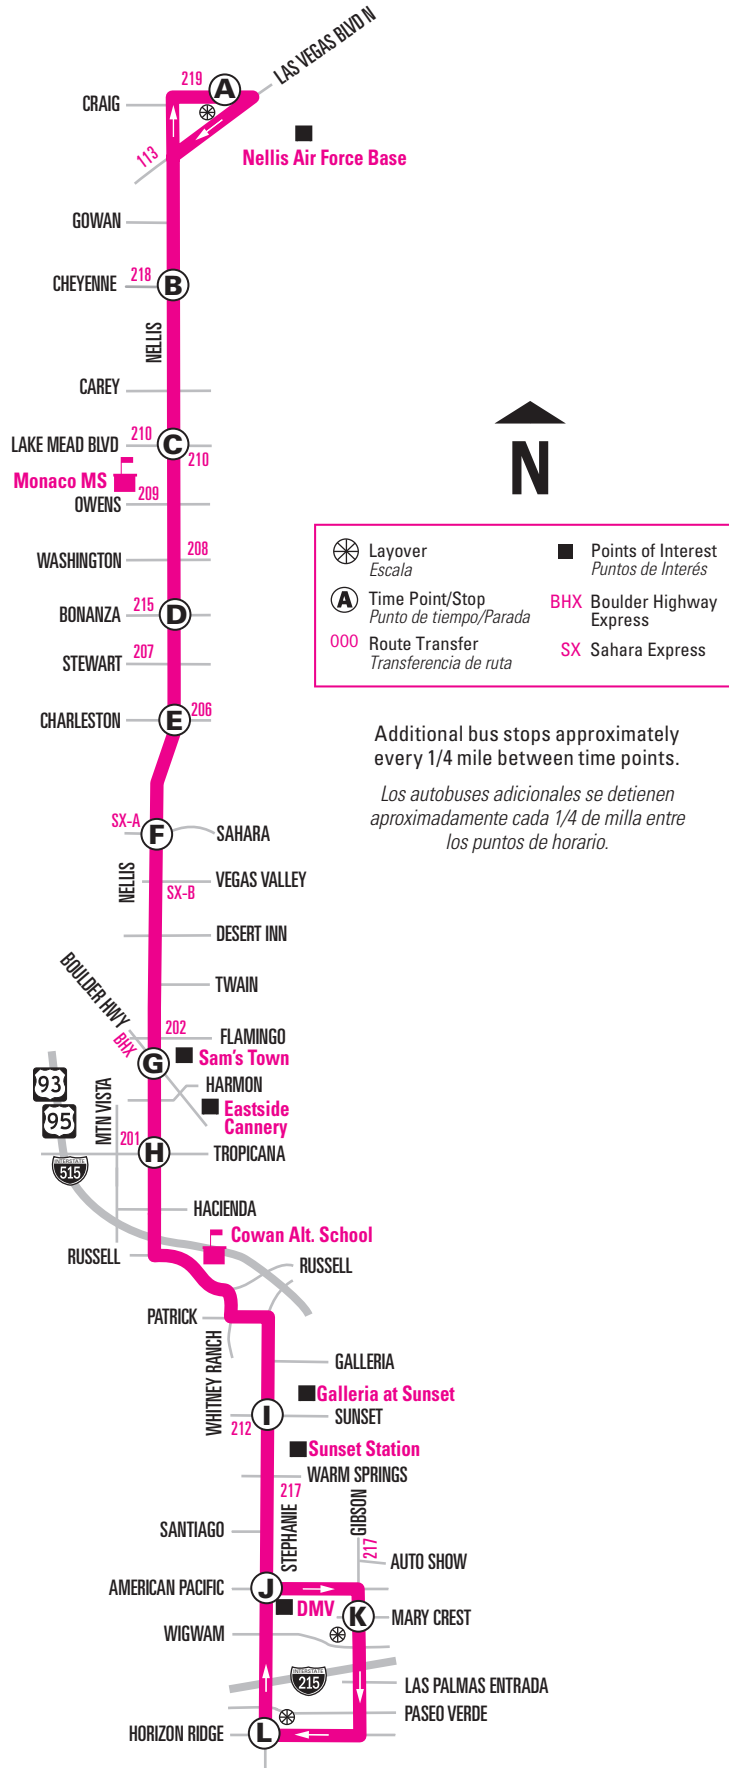 LAS VEGAS BLVD N
219
A
CRAIG
113
Nellis Air Force Base
GOWAN
218
CHEYENNE
B
NELLIS
CAREY
210
LAKE MEAD BLVD
C
210
Monaco MS
209
OWENS
208
WASHINGTON
215
BONANZA
D
207
STEWART
206
CHARLESTON
E
N
Layover
Escala
A
Time Point/Stop
Punto de tiempo/Parada
000
Route Transfer
Transferencia de ruta
Points of Interest
Puntos de Interés
BHX
Boulder Highway
Express
SX
Sahara Express
Additional bus stops approximately
every 1/4 mile between time points.
Los autobuses adicionales se detienen
aproximadamente cada 1/4 de milla entre
los puntos de horario.
SX-A
F
SAHARA
NELLIS
VEGAS VALLEY
SX-B
DESERT INN
TWAIN
BOULDER HWY
BHX
202
FLAMINGO
G
Sam's Town
HARMON
93
95
MTN VISTA
Eastside
Cannery
201
H
TROPICANA
INTERSTATE
515
HACIENDA
Cowan Alt. School
RUSSELL
RUSSELL
PATRICK
WHITNEY RANCH
GALLERIA
Galleria at Sunset
I
SUNSET
212
Sunset Station
WARM SPRINGS
217
STEPHANIE
GIBSON
SANTIAGO
217
AUTO SHOW
AMERICAN PACIFIC
J
DMV
K
MARY CREST
WIGWAM
INTERSTATE
215
LAS PALMAS ENTRADA
PASEO VERDE
HORIZON RIDGE
L